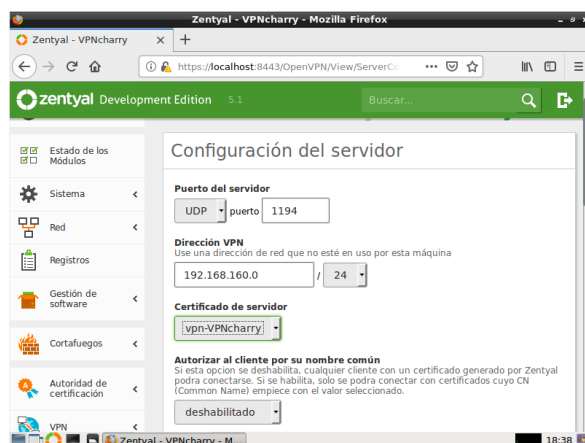 Zentyal - VPNcharry - Mozilla Firefox
Zentyal - VPNcharry
https://localhost:8443/OpenVPN/View/ServerCo
zentyal Development Edition 5.1
Buscar...
Estado de los
Módulos
Sistema
Red
Registros
Gestión de
software
Cortafuegos
Autoridad de
certificación
VPN
Configuración del servidor
Puerto del servidor
UDP puerto 1194
Dirección VPN
Use una dirección de red que no esté en uso por esta máquina
192.168.160.0 / 24
Certificado de servidor
vpn-VPNcharry
Autorizar al cliente por su nombre común
Si esta opcion se deshabilita, cualquier cliente con un certificado generado por Zentyal
podra conectarse. Si se habilita, solo se podra conectar con certificados cuyo CN
(Common Name) empiece con el valor seleccionado.
deshabilitado
Zentyal - VPNcharry - M...
18:38